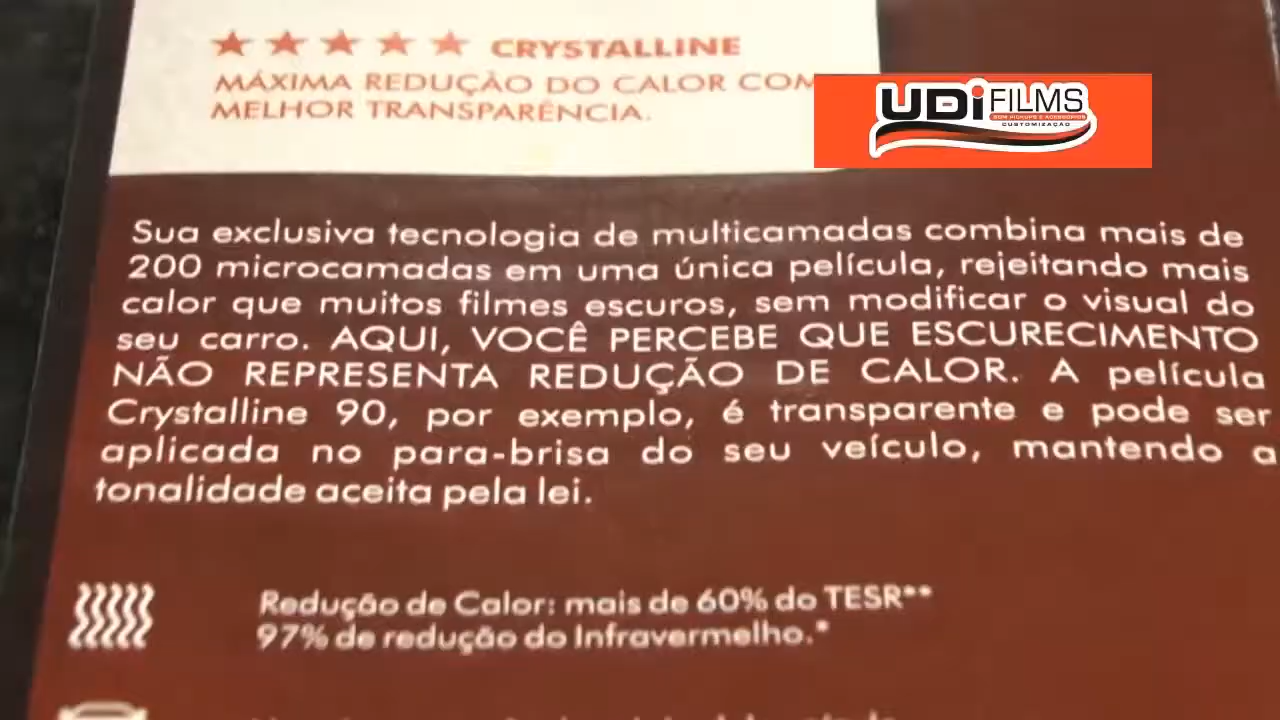 ★★★★★ CRYSTALLINE
MÁXIMA REDUÇÃO DO CALOR COM
MELHOR TRANSPARÊNCIA.
UDi FILMS
SOM PICKUPS E ACESSÓRIOS
CUSTOMIZAÇÃO
Sua exclusiva tecnologia de multicamadas combina mais de
200 microcamadas em uma única película, rejeitando mais
calor que muitos filmes escuros, sem modificar o visual do
seu carro. AQUI, VOCÊ PERCEBE QUE ESCURECIMENTO
NÃO REPRESENTA REDUÇÃO DE CALOR. A película
Crystalline 90, por exemplo, é transparente e pode ser
aplicada no para-brisa do seu veículo, mantendo a
tonalidade aceita pela lei.
Redução de Calor: mais de 60% do TESR**
97% de redução do Infravermelho.*